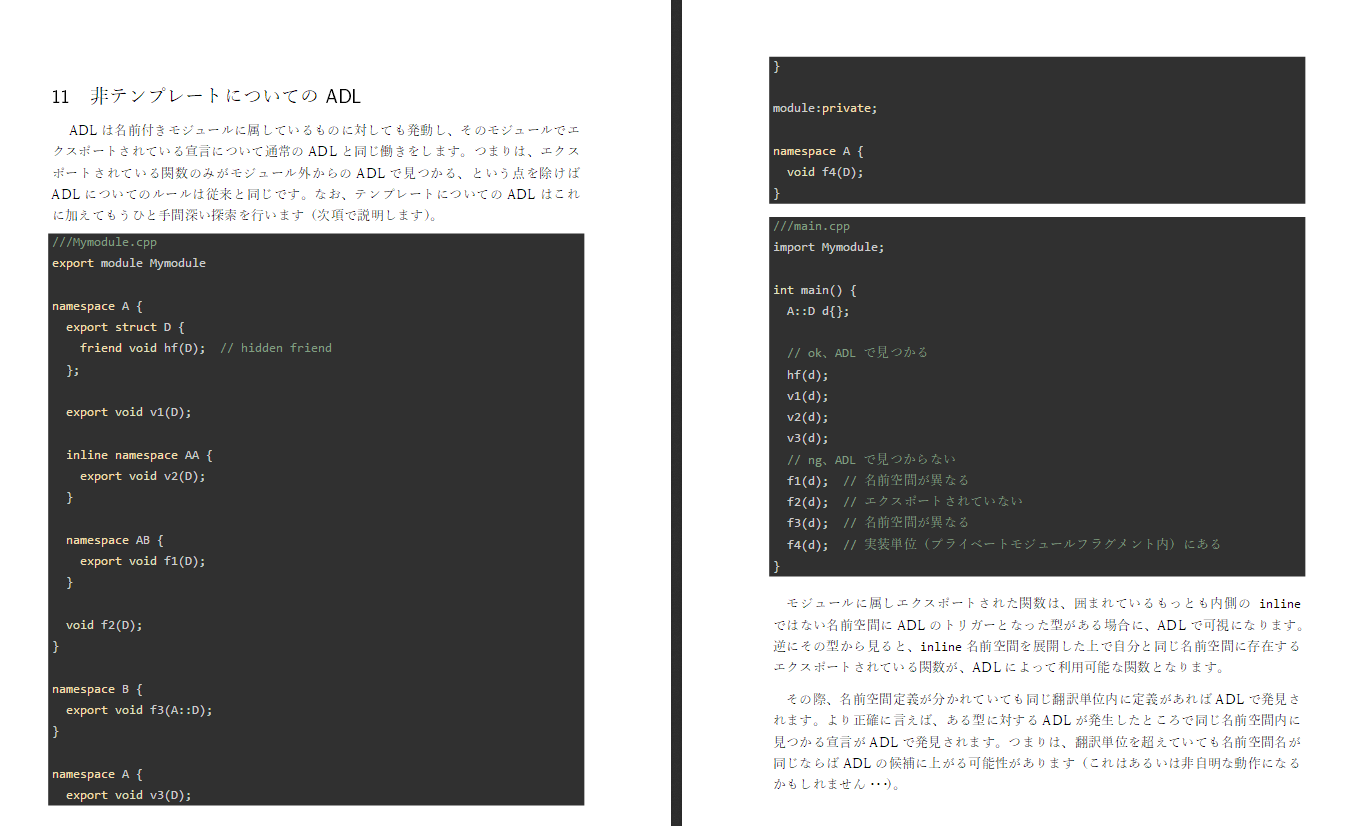 11 非テンプレートについての ADL
ADL は名前付きモジュールに属しているものに対しても発動し、そのモジュールでエ
クスポートされている宣言について通常の ADL と同じ働きをします。つまりは、エクス
ポートされている関数のみがモジュール外からの ADL で見つかる、という点を除けば
ADL についてのルールは従来と同じです。なお、テンプレートについての ADL はこれ
に加えてもうひと手間深い探索を行います（次項で説明します）。
///Mymodule.cpp
export module Mymodule
namespace A {
export struct D {
friend void hf(D); // hidden friend
};
export void v1(D);
inline namespace AA {
export void v2(D);
}
namespace AB {
export void f1(D);
}
void f2(D);
}
namespace B {
export void f3(A::D);
}
namespace A {
export void v3(D);
}
module:private;
namespace A {
void f4(D);
}
///main.cpp
import Mymodule;
int main() {
A::D d{};
// ok、ADL で見つかる
hf(d);
v1(d);
v2(d);
v3(d);
// ng、ADL で見つからない
f1(d); // 名前空間が異なる
f2(d); // エクスポートされていない
f3(d); // 名前空間が異なる
f4(d); // 実装単位（プライベートモジュールフラグメント内）にある
}
モジュールに属しエクスポートされた関数は、囲まれているもっとも内側の inline
ではない名前空間に ADL のトリガーとなった型がある場合に、ADL で可視になります。
逆にその型から見ると、inline 名前空間を展開した上で自分と同じ名前空間に存在する
エクスポートされている関数が、ADL によって利用可能な関数となります。
その際、名前空間定義が分かれていても同じ翻訳単位内に定義があれば ADL で発見さ
れます。より正確に言えば、ある型に対する ADL が発生したところで同じ名前空間内に
見つかる宣言が ADL で発見されます。つまりは、翻訳単位を超えていても名前空間名が
同じならば ADL の候補に上がる可能性があります（これはあるいは非自明な動作になる
かもしれません・・・）。